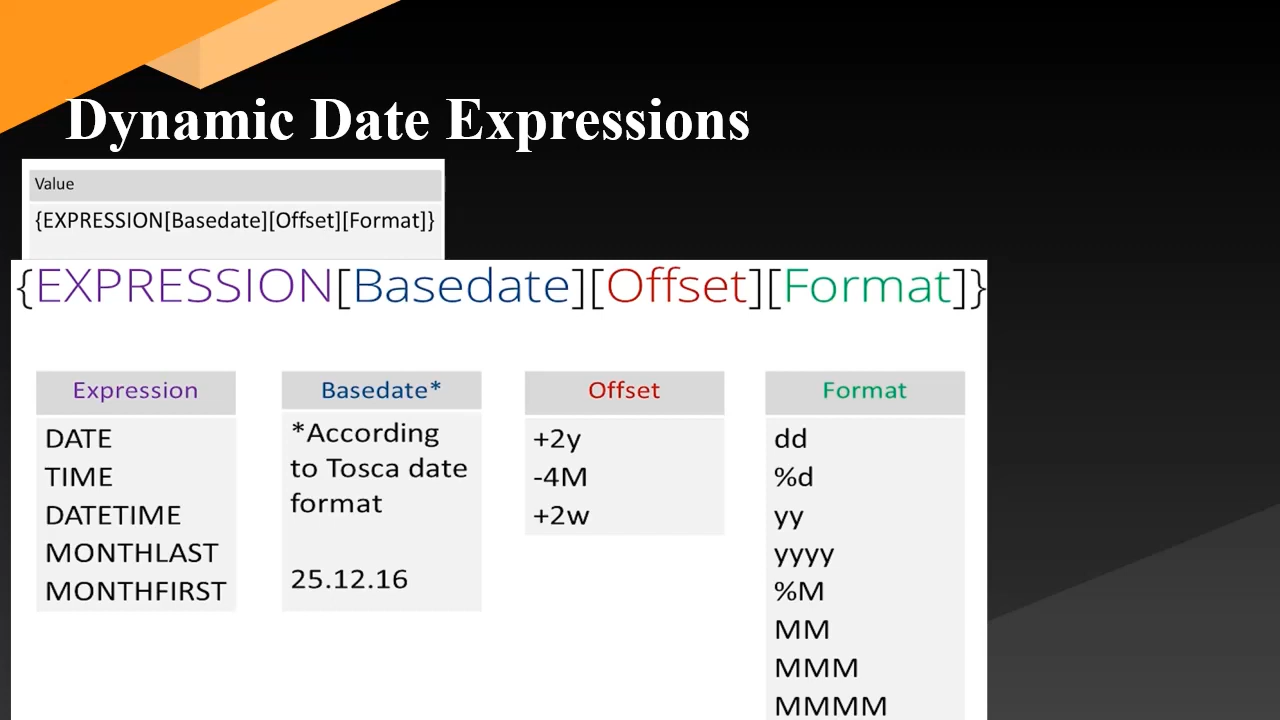 Dynamic Date Expressions
Value
{EXPRESSION[Basedate][Offset][Format]}
{EXPRESSION[Basedate][Offset][Format]}
Expression
DATE
TIME
DATETIME
MONTHLAST
MONTHFIRST
Basedate*
*According
to Tosca date
format
25.12.16
Offset
+2y
-4M
+2w
Format
dd
%d
yy
yyyy
%M
MM
MMM
MMMM